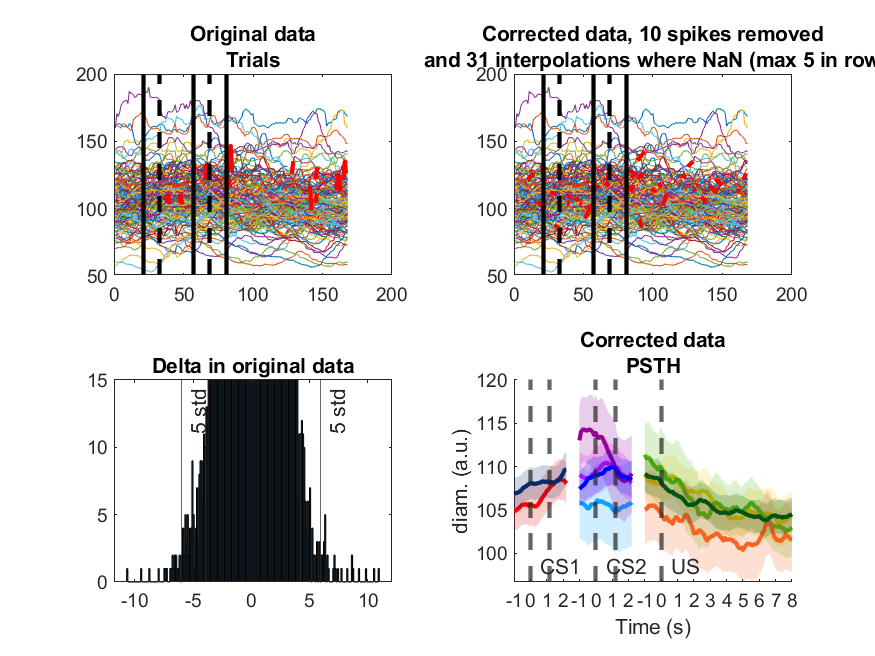 Original data
Trials
200
150
100
50
0 50 100 150 200
Corrected data, 10 spikes removed
and 31 interpolations where NaN (max 5 in row
200
150
100
50
0 50 100 150 200
Delta in original data
15
10
5
0
5 std
5 std
-10 -5 0 5 10
Corrected data
PSTH
120
115
110
105
100
diam. (a.u.)
CS1 CS2 US
-1 0 1 2 -1 0 1 2 -1 0 1 2 3 4 5 6 7 8
Time (s)